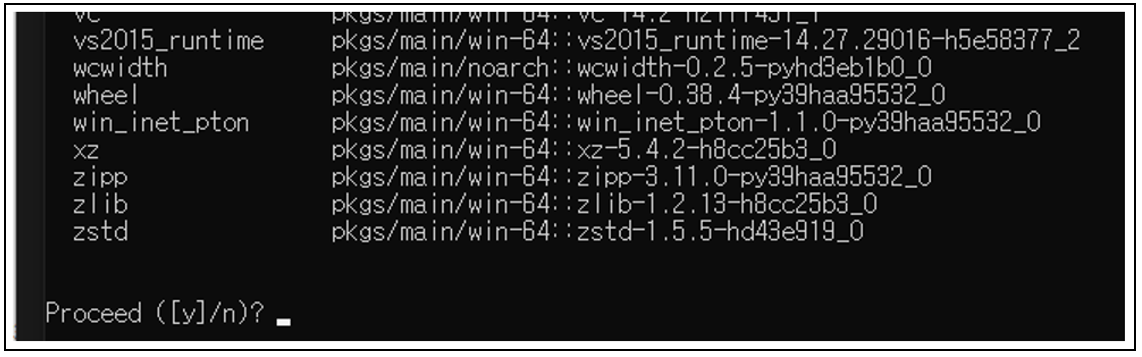 vc pkgs/main/win-64::vc-14.2-h21ff451_1
vs2015_runtime pkgs/main/win-64::vs2015_runtime-14.27.29016-h5e58377_2
wcwidth pkgs/main/noarch::wcwidth-0.2.5-pyhd3eb1b0_0
wheel pkgs/main/win-64::wheel-0.38.4-py39haa95532_0
win_inet_pton pkgs/main/win-64::win_inet_pton-1.1.0-py39haa95532_0
xz pkgs/main/win-64::xz-5.4.2-h8cc25b3_0
zipp pkgs/main/win-64::zipp-3.11.0-py39haa95532_0
zlib pkgs/main/win-64::zlib-1.2.13-h8cc25b3_0
zstd pkgs/main/win-64::zstd-1.5.5-hd43e919_0
Proceed ([y]/n)?